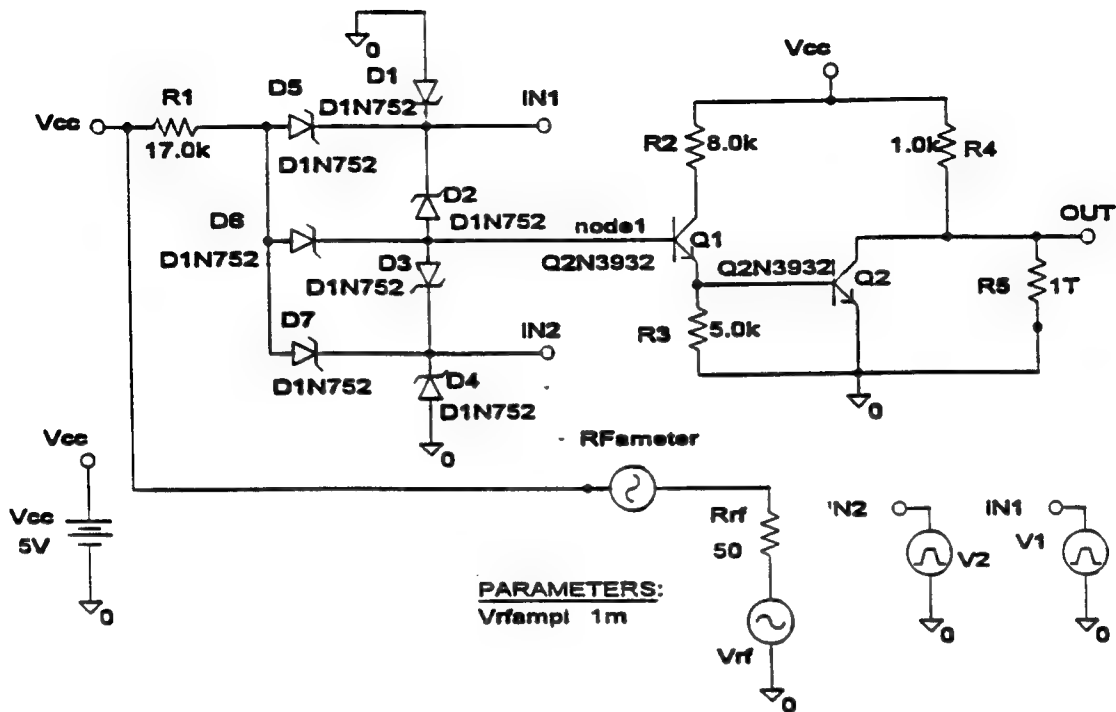 0
Vcc
D5
D1
IN1
R1
D1N752
R2
8.0k
1.0k
R4
Vcc
17.0k
D1N752
D2
D6
D1N752
node1
Q1
OUT
D1N752
D3
Q2N3932
Q2N3932
Q2
D1N752
R5
1T
D7
IN2
R3
5.0k
D1N752
D4
D1N752
0
0
Vcc
RFameter
Vcc
5V
Rrf
50
IN2
V2
IN1
V1
PARAMETERS:
Vrfampl 1m
0
Vrf
0
0
0